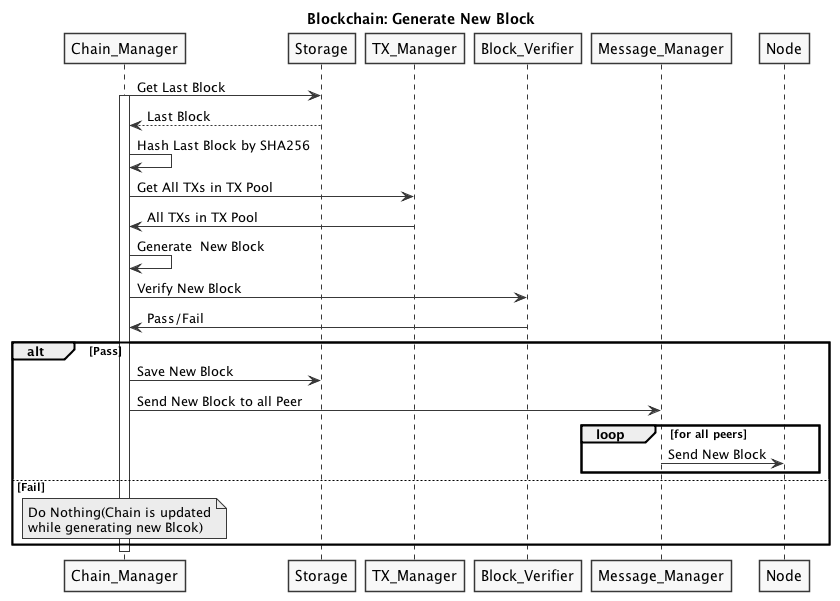 Blockchain: Generate New Block
Chain_Manager Storage TX_Manager Block_Verifier Message_Manager Node
Get Last Block
Last Block
Hash Last Block by SHA256
Get All TXs in TX Pool
All TXs in TX Pool
Generate  New Block
Verify New Block
Pass/Fail
alt [Pass]
Save New Block
Send New Block to all Peer
loop [for all peers]
Send New Block
[Fail]
Do Nothing(Chain is updated
while generating new Blcok)
Chain_Manager Storage TX_Manager Block_Verifier Message_Manager Node